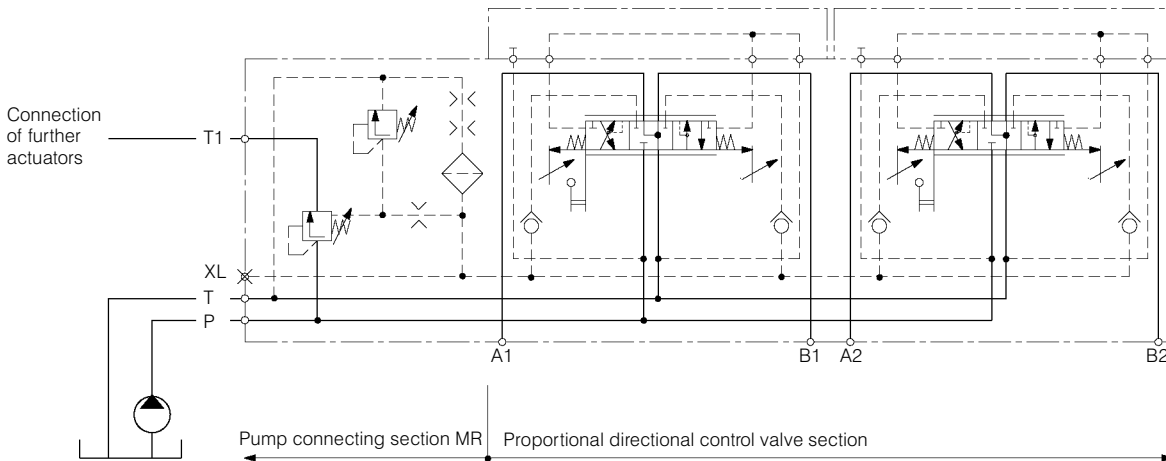 Connection
of further
actuators
T1
XL
T
P
A1
B1
A2
B2
Pump connecting section MR
Proportional directional control valve section